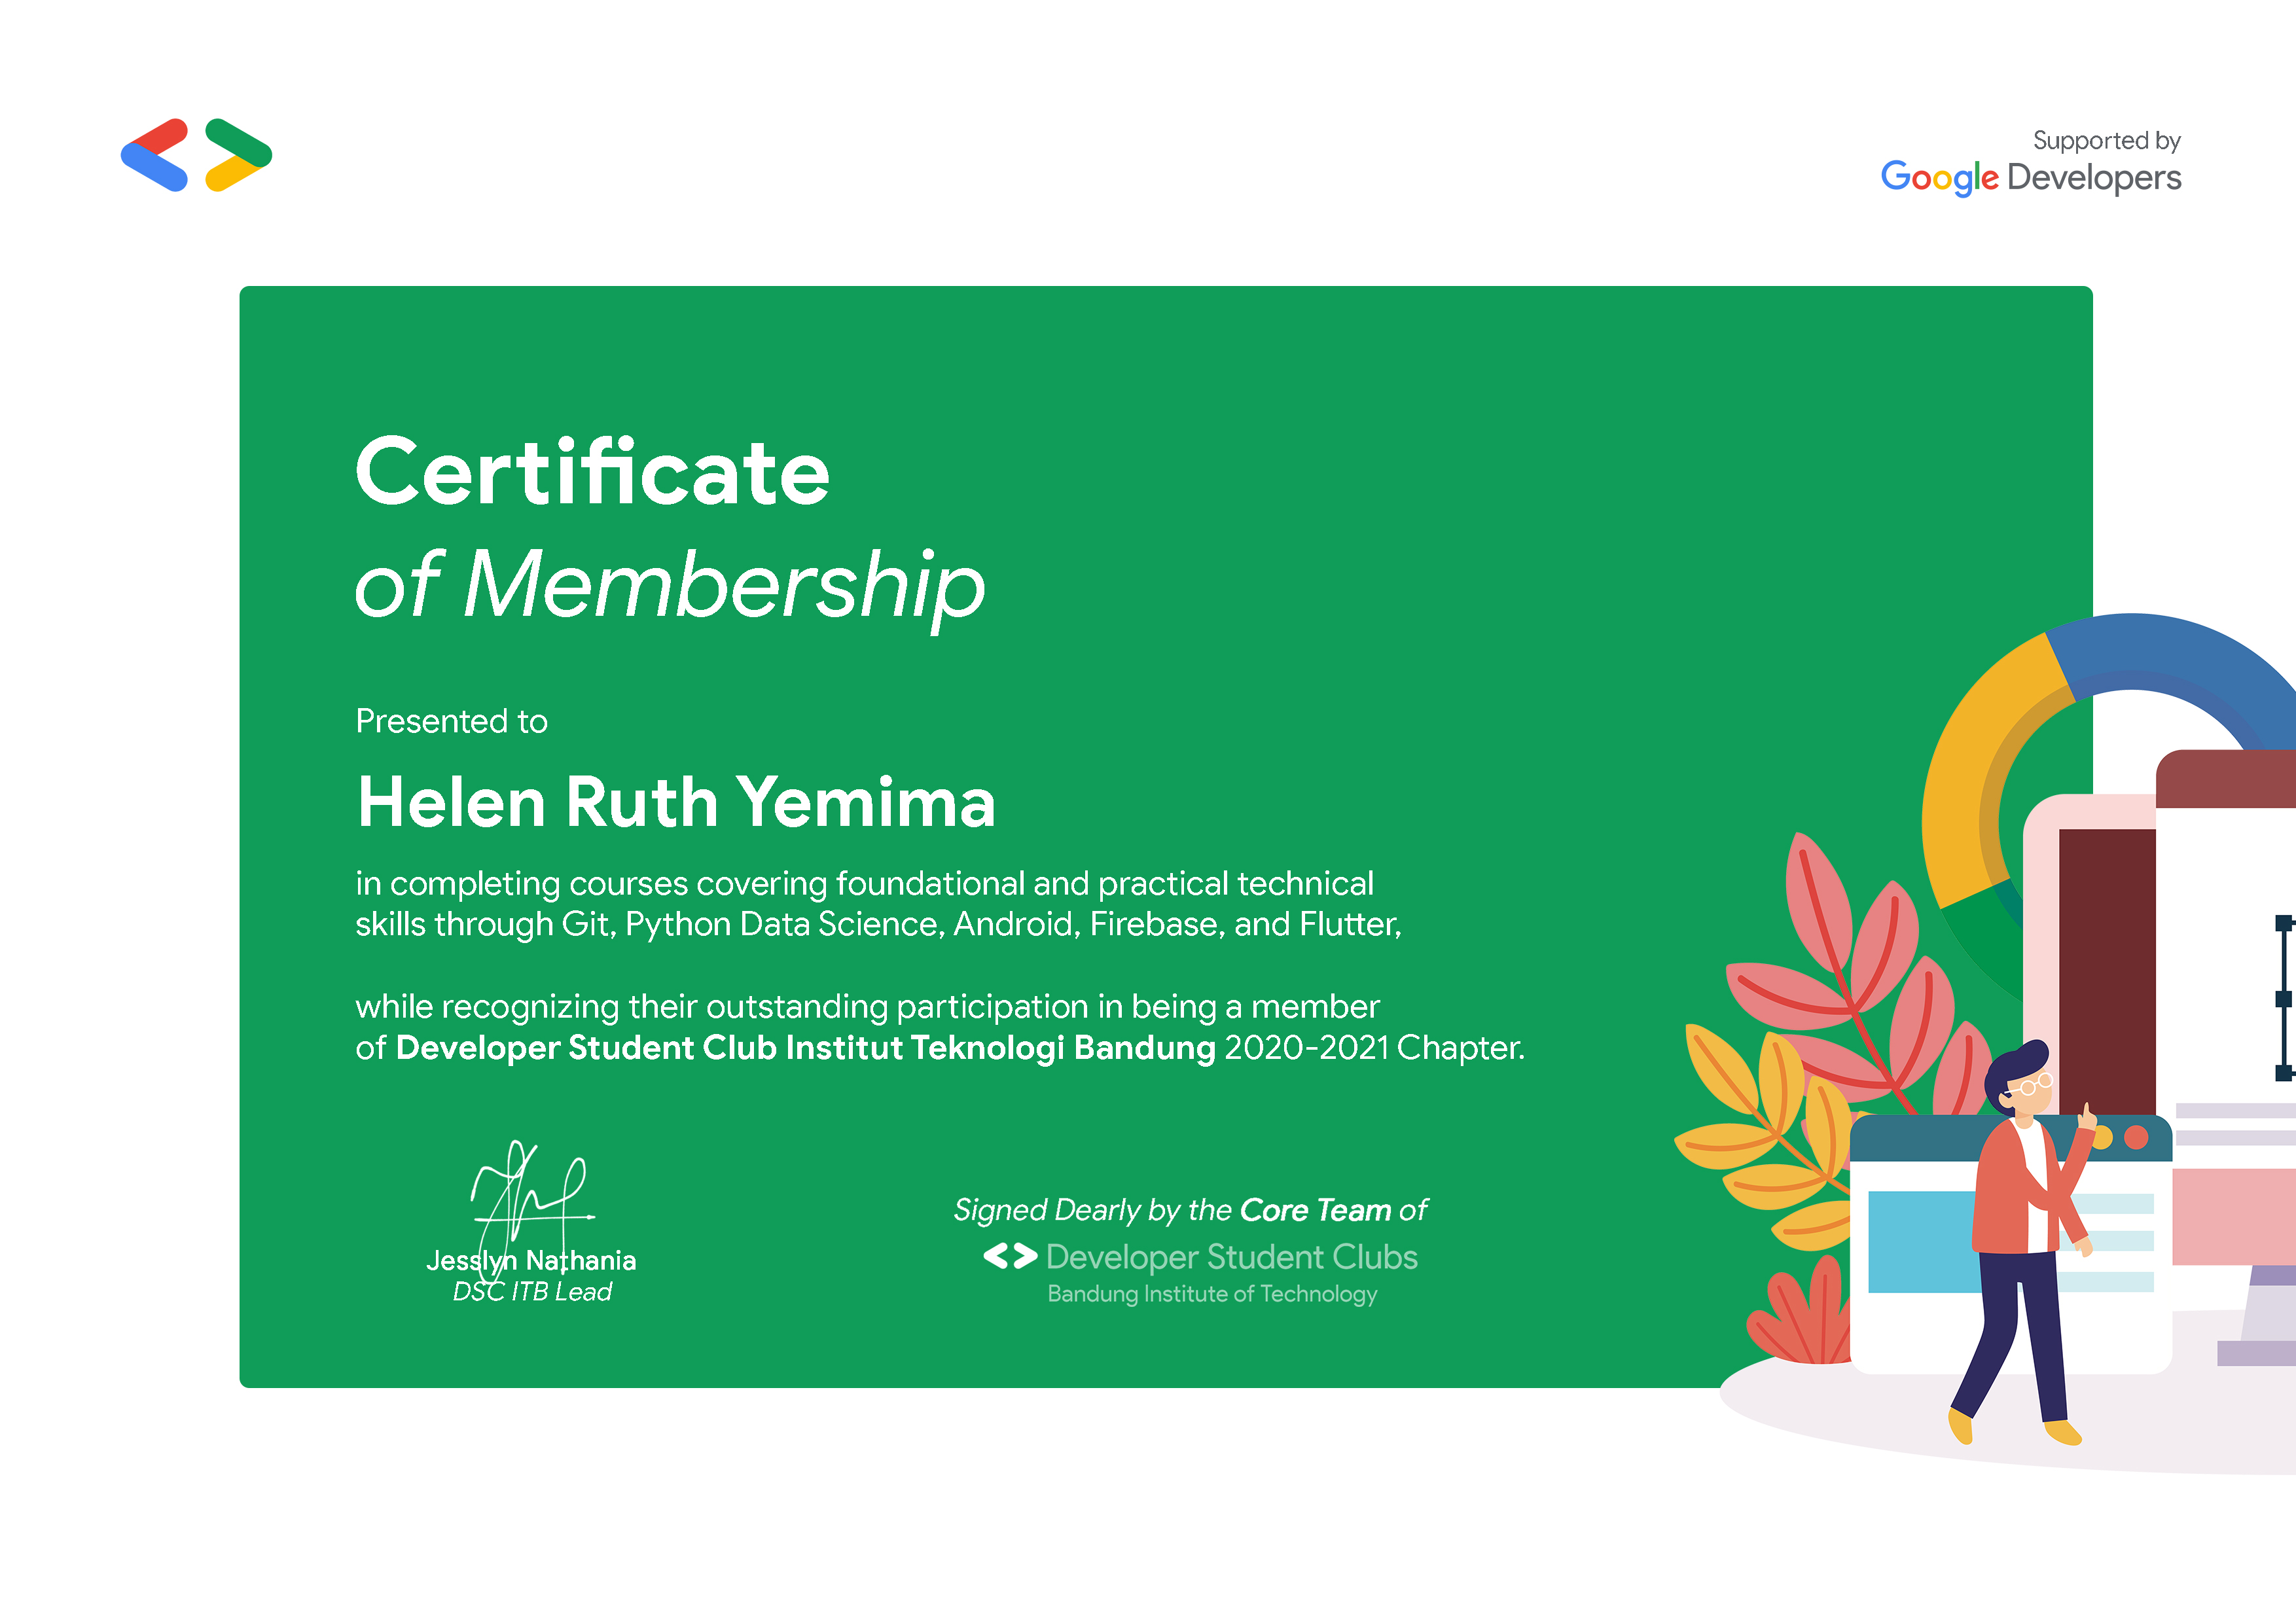 Supported by
Google Developers
Certificate
of Membership
Presented to
Helen Ruth Yemima
in completing courses covering foundational and practical technical
skills through Git, Python Data Science, Android, Firebase, and Flutter,
while recognizing their outstanding participation in being a member
of Developer Student Club Institut Teknologi Bandung 2020-2021 Chapter.
Jesslyn Nathania
DSC ITB Lead
Signed Dearly by the Core Team of
Developer Student Clubs
Bandung Institute of Technology